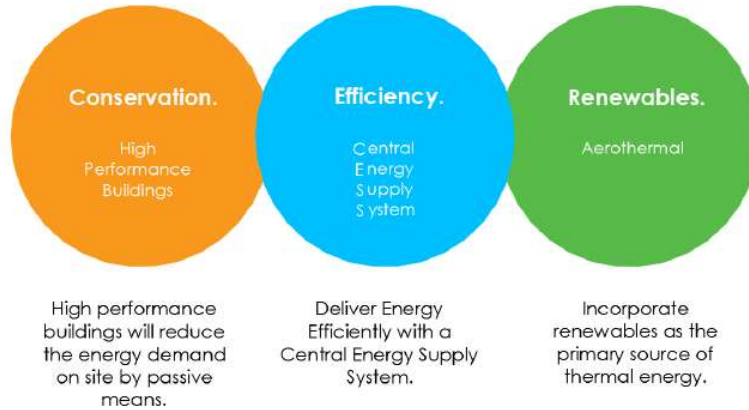 Conservation.
High
Performance
Buildings
Efficiency.
Central
Energy
Supply
System
Renewables.
Aerothermal
High performance
buildings will reduce
the energy demand
on site by passive
means.
Deliver Energy
Efficiently with a
Central Energy Supply
System.
Incorporate
renewables as the
primary source of
thermal energy.